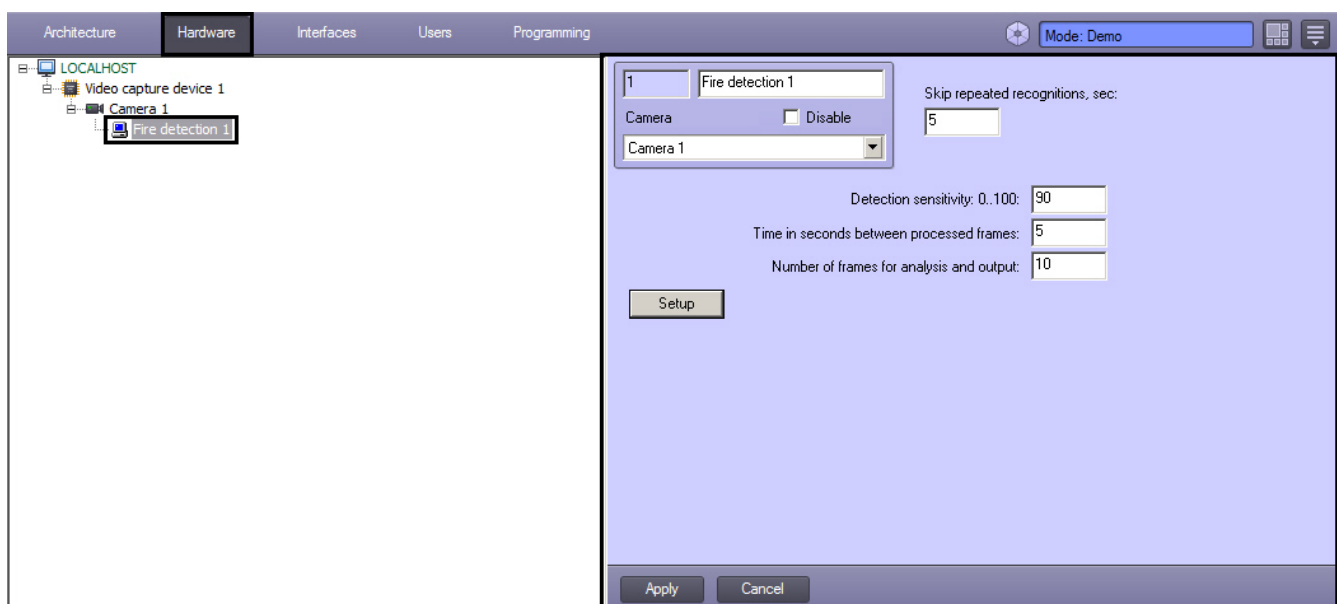 Architecture Hardware Interfaces Users Programming Mode: Demo
LOCALHOST
Video capture device 1
Camera 1
Fire detection 1
1 Fire detection 1
Camera Disable
Camera 1
Skip repeated recognitions, sec:
5
Detection sensitivity: 0..100: 90
Time in seconds between processed frames: 5
Number of frames for analysis and output: 10
Setup
Apply Cancel